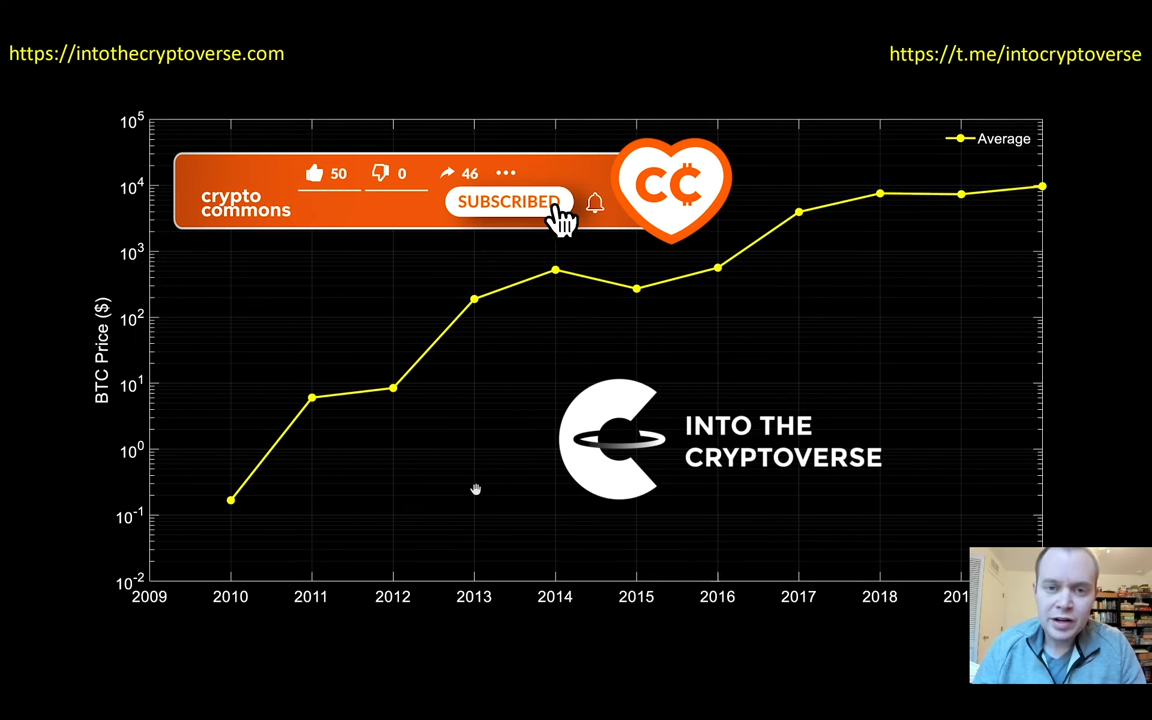 https://intothecryptoverse.com
https://t.me/intocryptoverse
10^5
Average
50
0
46
crypto
commons
SUBSCRIBED
C₵
10^4
10^3
10^2
BTC Price ($)
10^1
INTO THE
CRYPTOVERSE
10^0
10^-1
10^-2
2009 2010 2011 2012 2013 2014 2015 2016 2017 2018 201